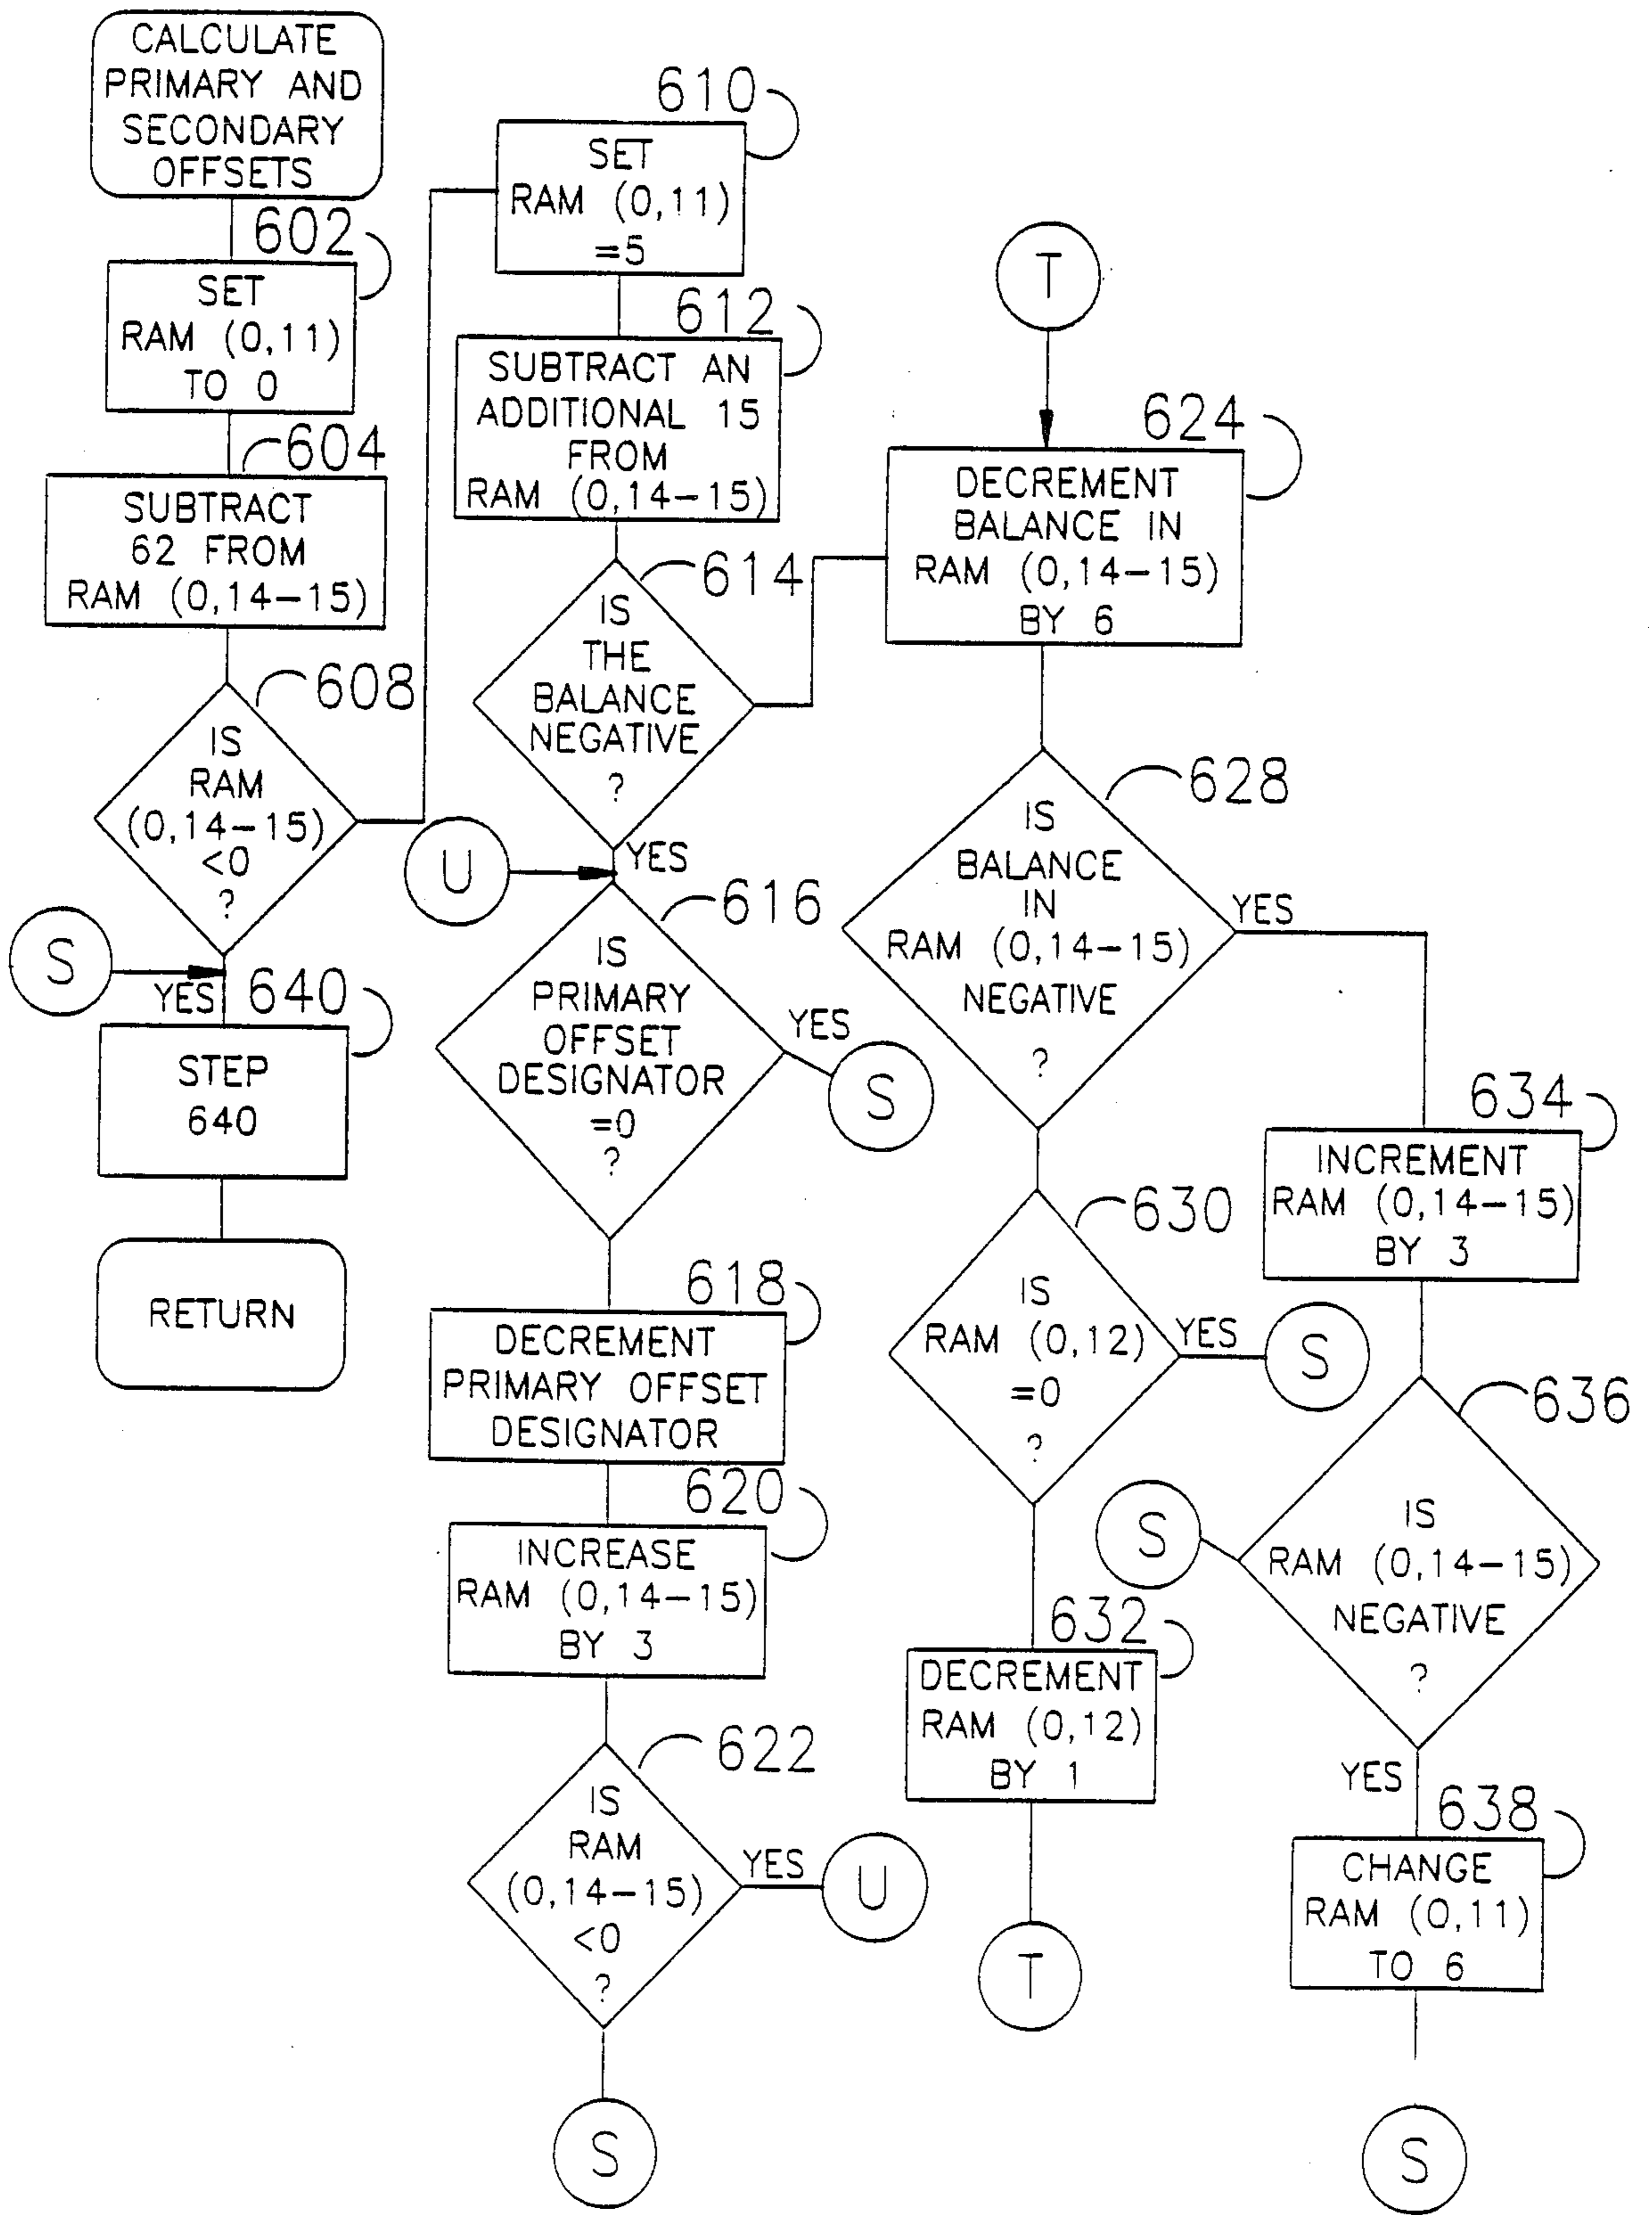 CALCULATE
PRIMARY AND
SECONDARY
OFFSETS
602
SET
RAM (0,11)
TO 0
604
SUBTRACT
62 FROM
RAM (0,14-15)
608
IS
RAM
(0,14-15)
<0
?
S
YES
640
STEP
640
RETURN
610
SET
RAM (0,11)
=5
612
SUBTRACT AN
ADDITIONAL 15
FROM
RAM (0,14-15)
614
IS
THE
BALANCE
NEGATIVE
?
YES
U
616
IS
PRIMARY
OFFSET
DESIGNATOR
=0
?
YES
S
618
DECREMENT
PRIMARY OFFSET
DESIGNATOR
620
INCREASE
RAM (0,14-15)
BY 3
622
IS
RAM
(0,14-15)
<0
?
YES
U
S
T
624
DECREMENT
BALANCE IN
RAM (0,14-15)
BY 6
628
IS
BALANCE
IN
RAM (0,14-15)
NEGATIVE
?
YES
630
IS
RAM (0,12)
=0
?
YES
S
632
DECREMENT
RAM (0,12)
BY 1
T
634
INCREMENT
RAM (0,14-15)
BY 3
636
IS
RAM (0,14-15)
NEGATIVE
?
S
YES
638
CHANGE
RAM (0,11)
TO 6
S